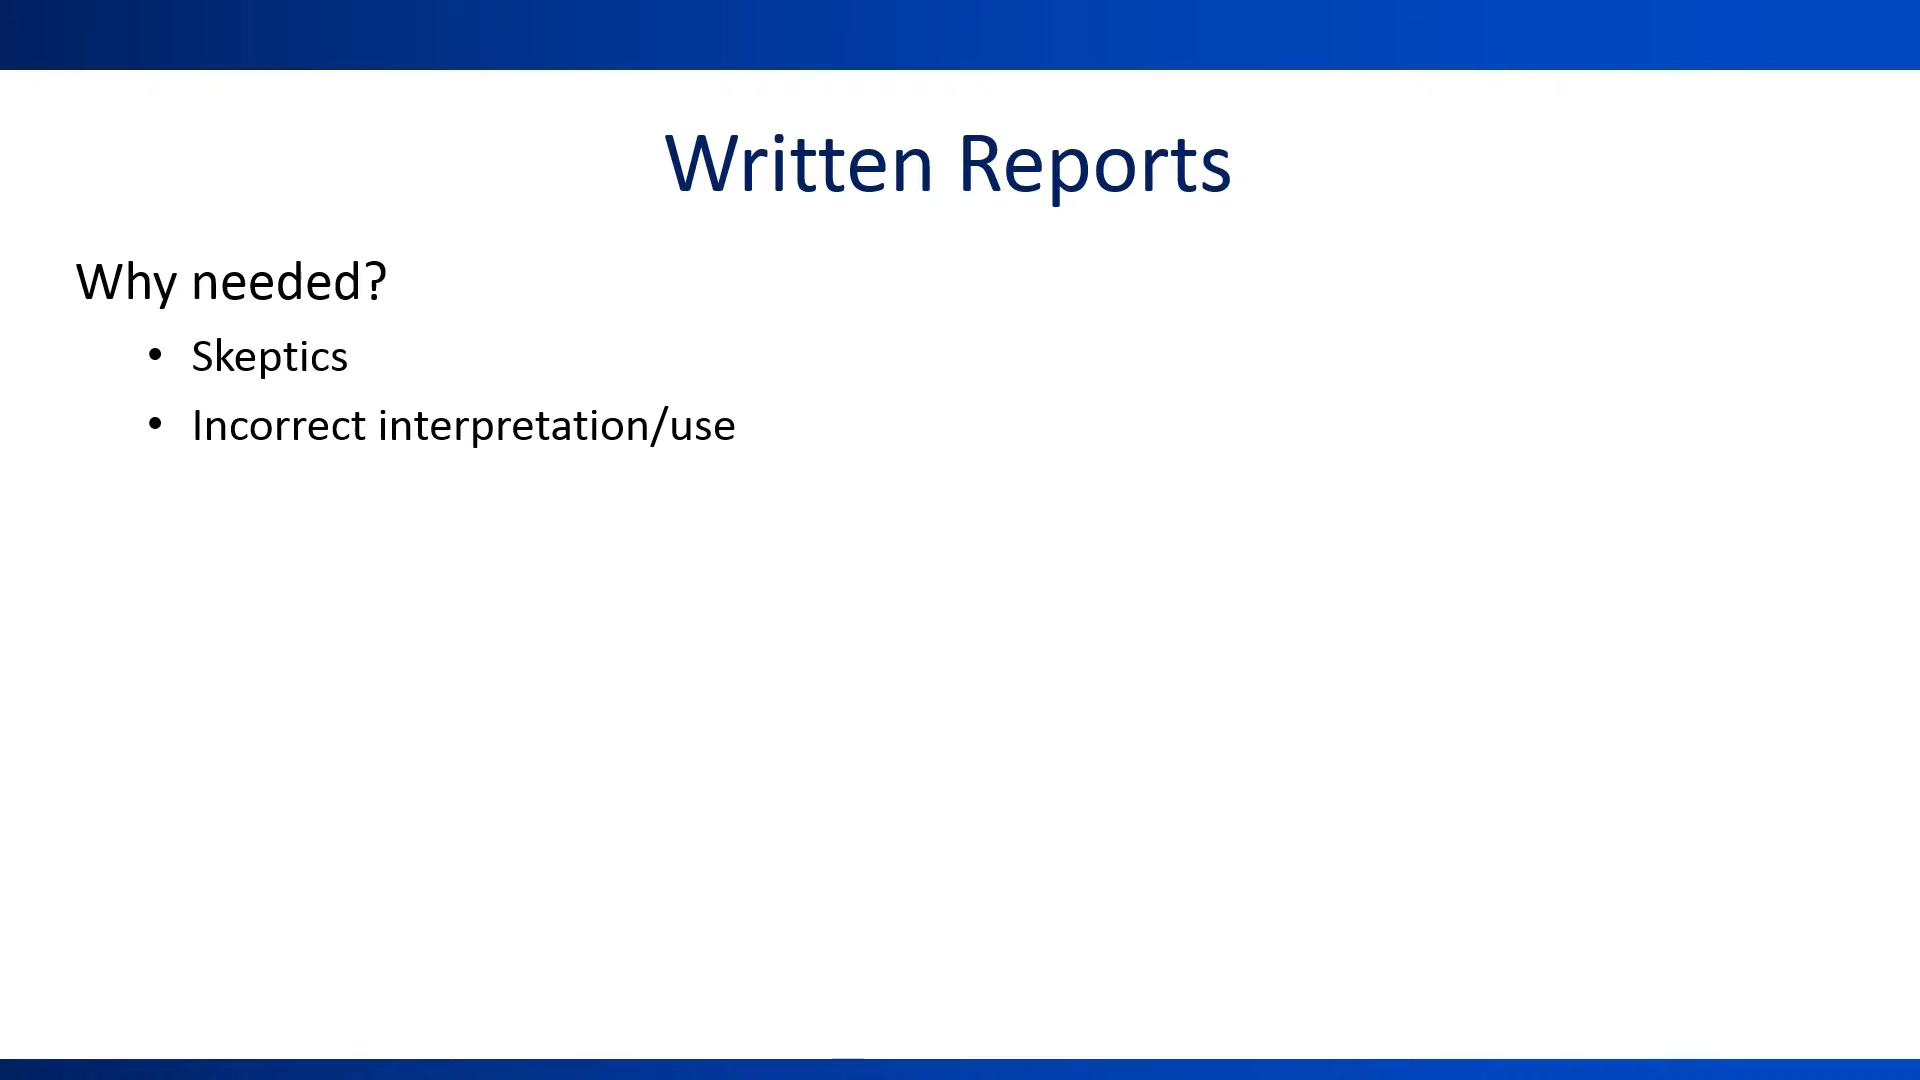 Written Reports
Why needed?
• Skeptics
• Incorrect interpretation/use